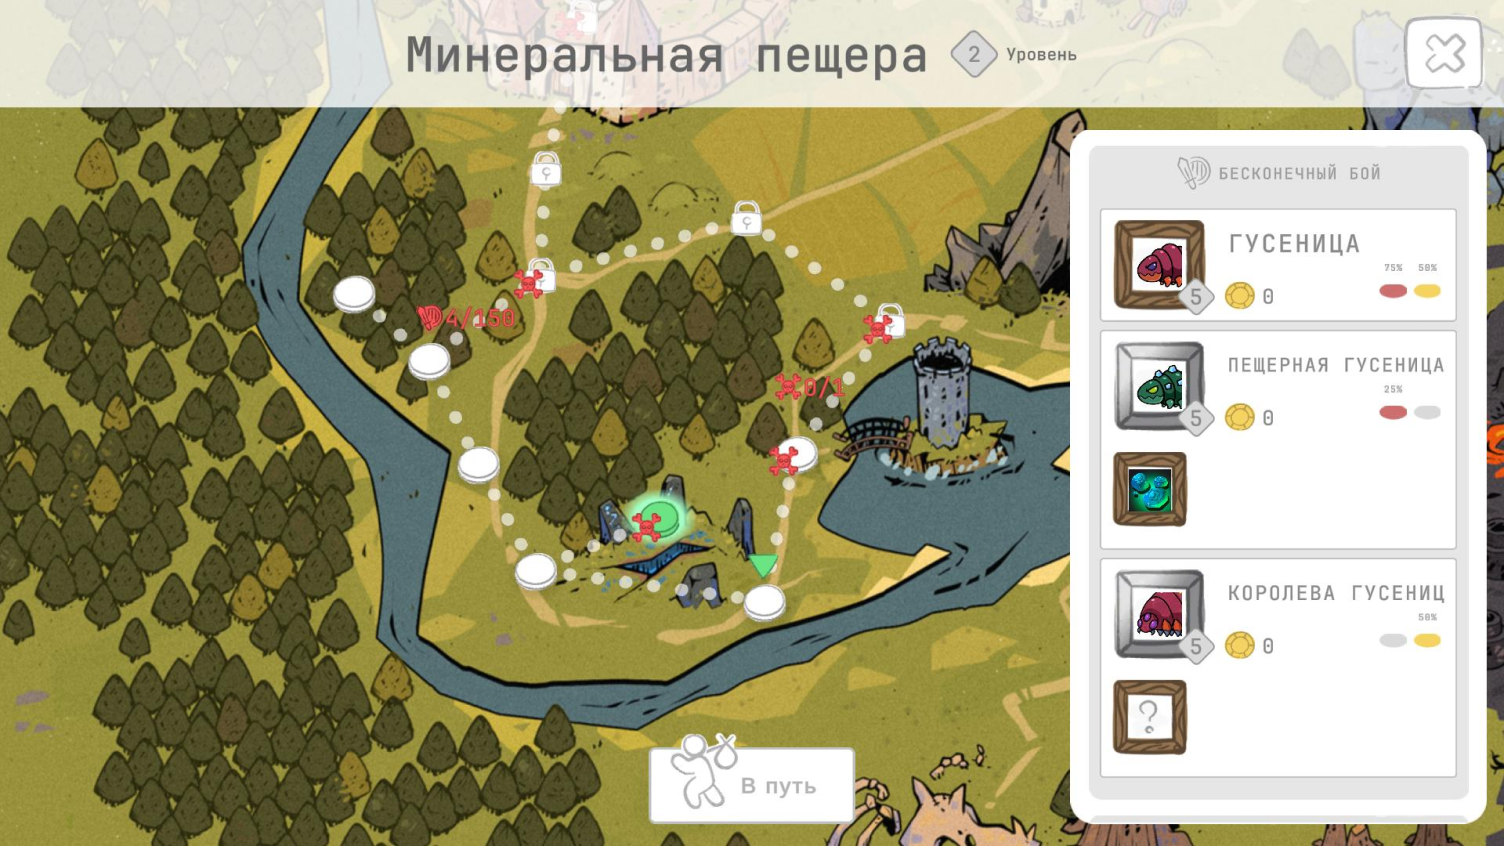 Минеральная пещера
2 Уровень
БЕСКОНЕЧНЫЙ БОЙ
ГУСЕНИЦА
75% 50%
5 0
ПЕЩЕРНАЯ ГУСЕНИЦА
25%
5 0
КОРОЛЕВА ГУСЕНИЦ
50%
5 0
?
4/150
0/1
В путь